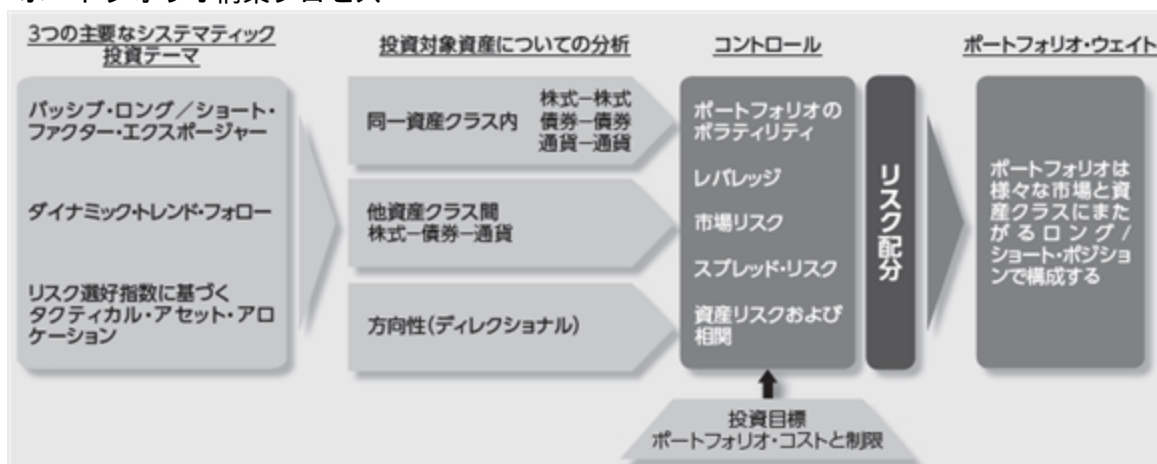 ポートフォリオ構築プロセス
3つの主要なシステマティック
投資テーマ
パッシブ・ロング／ショート・
ファクター・エクスポージャー
ダイナミック・トレンド・フォロー
リスク選好指数に基づく
タクティカル・アセット・アロ
ケーション
投資対象資産についての分析
同一資産クラス内
株式−株式
債券−債券
通貨−通貨
他資産クラス間
株式−債券−通貨
方向性(ディレクショナル)
コントロール
ポートフォリオの
ボラティリティ
レバレッジ
市場リスク
スプレッド・リスク
資産リスクおよび
相関
投資目標
ポートフォリオ・コストと制限
リスク配分
ポートフォリオ・ウェイト
ポートフォリオは
様々な市場と資
産クラスにまた
がるロング/
ショート・ポジショ
ンで構成する